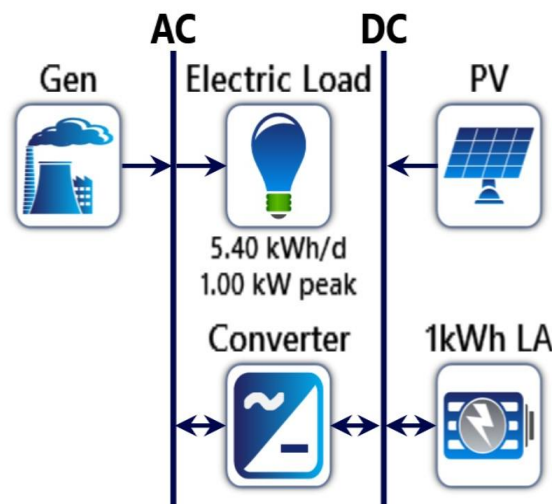 AC
DC
Gen
Electric Load
PV
5.40 kWh/d
1.00 kW peak
Converter
1kWh LA